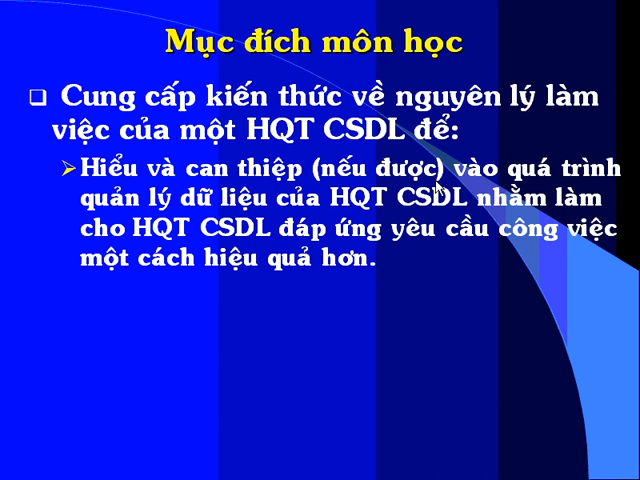 Mục đích môn học
Cung cấp kiến thức về nguyên lý làm
việc của một HQT CSDL để:
Hiểu và can thiệp (nếu được) vào quá trình
quản lý dữ liệu của HQT CSDL nhằm làm
cho HQT CSDL đáp ứng yêu cầu công việc
một cách hiệu quả hơn.